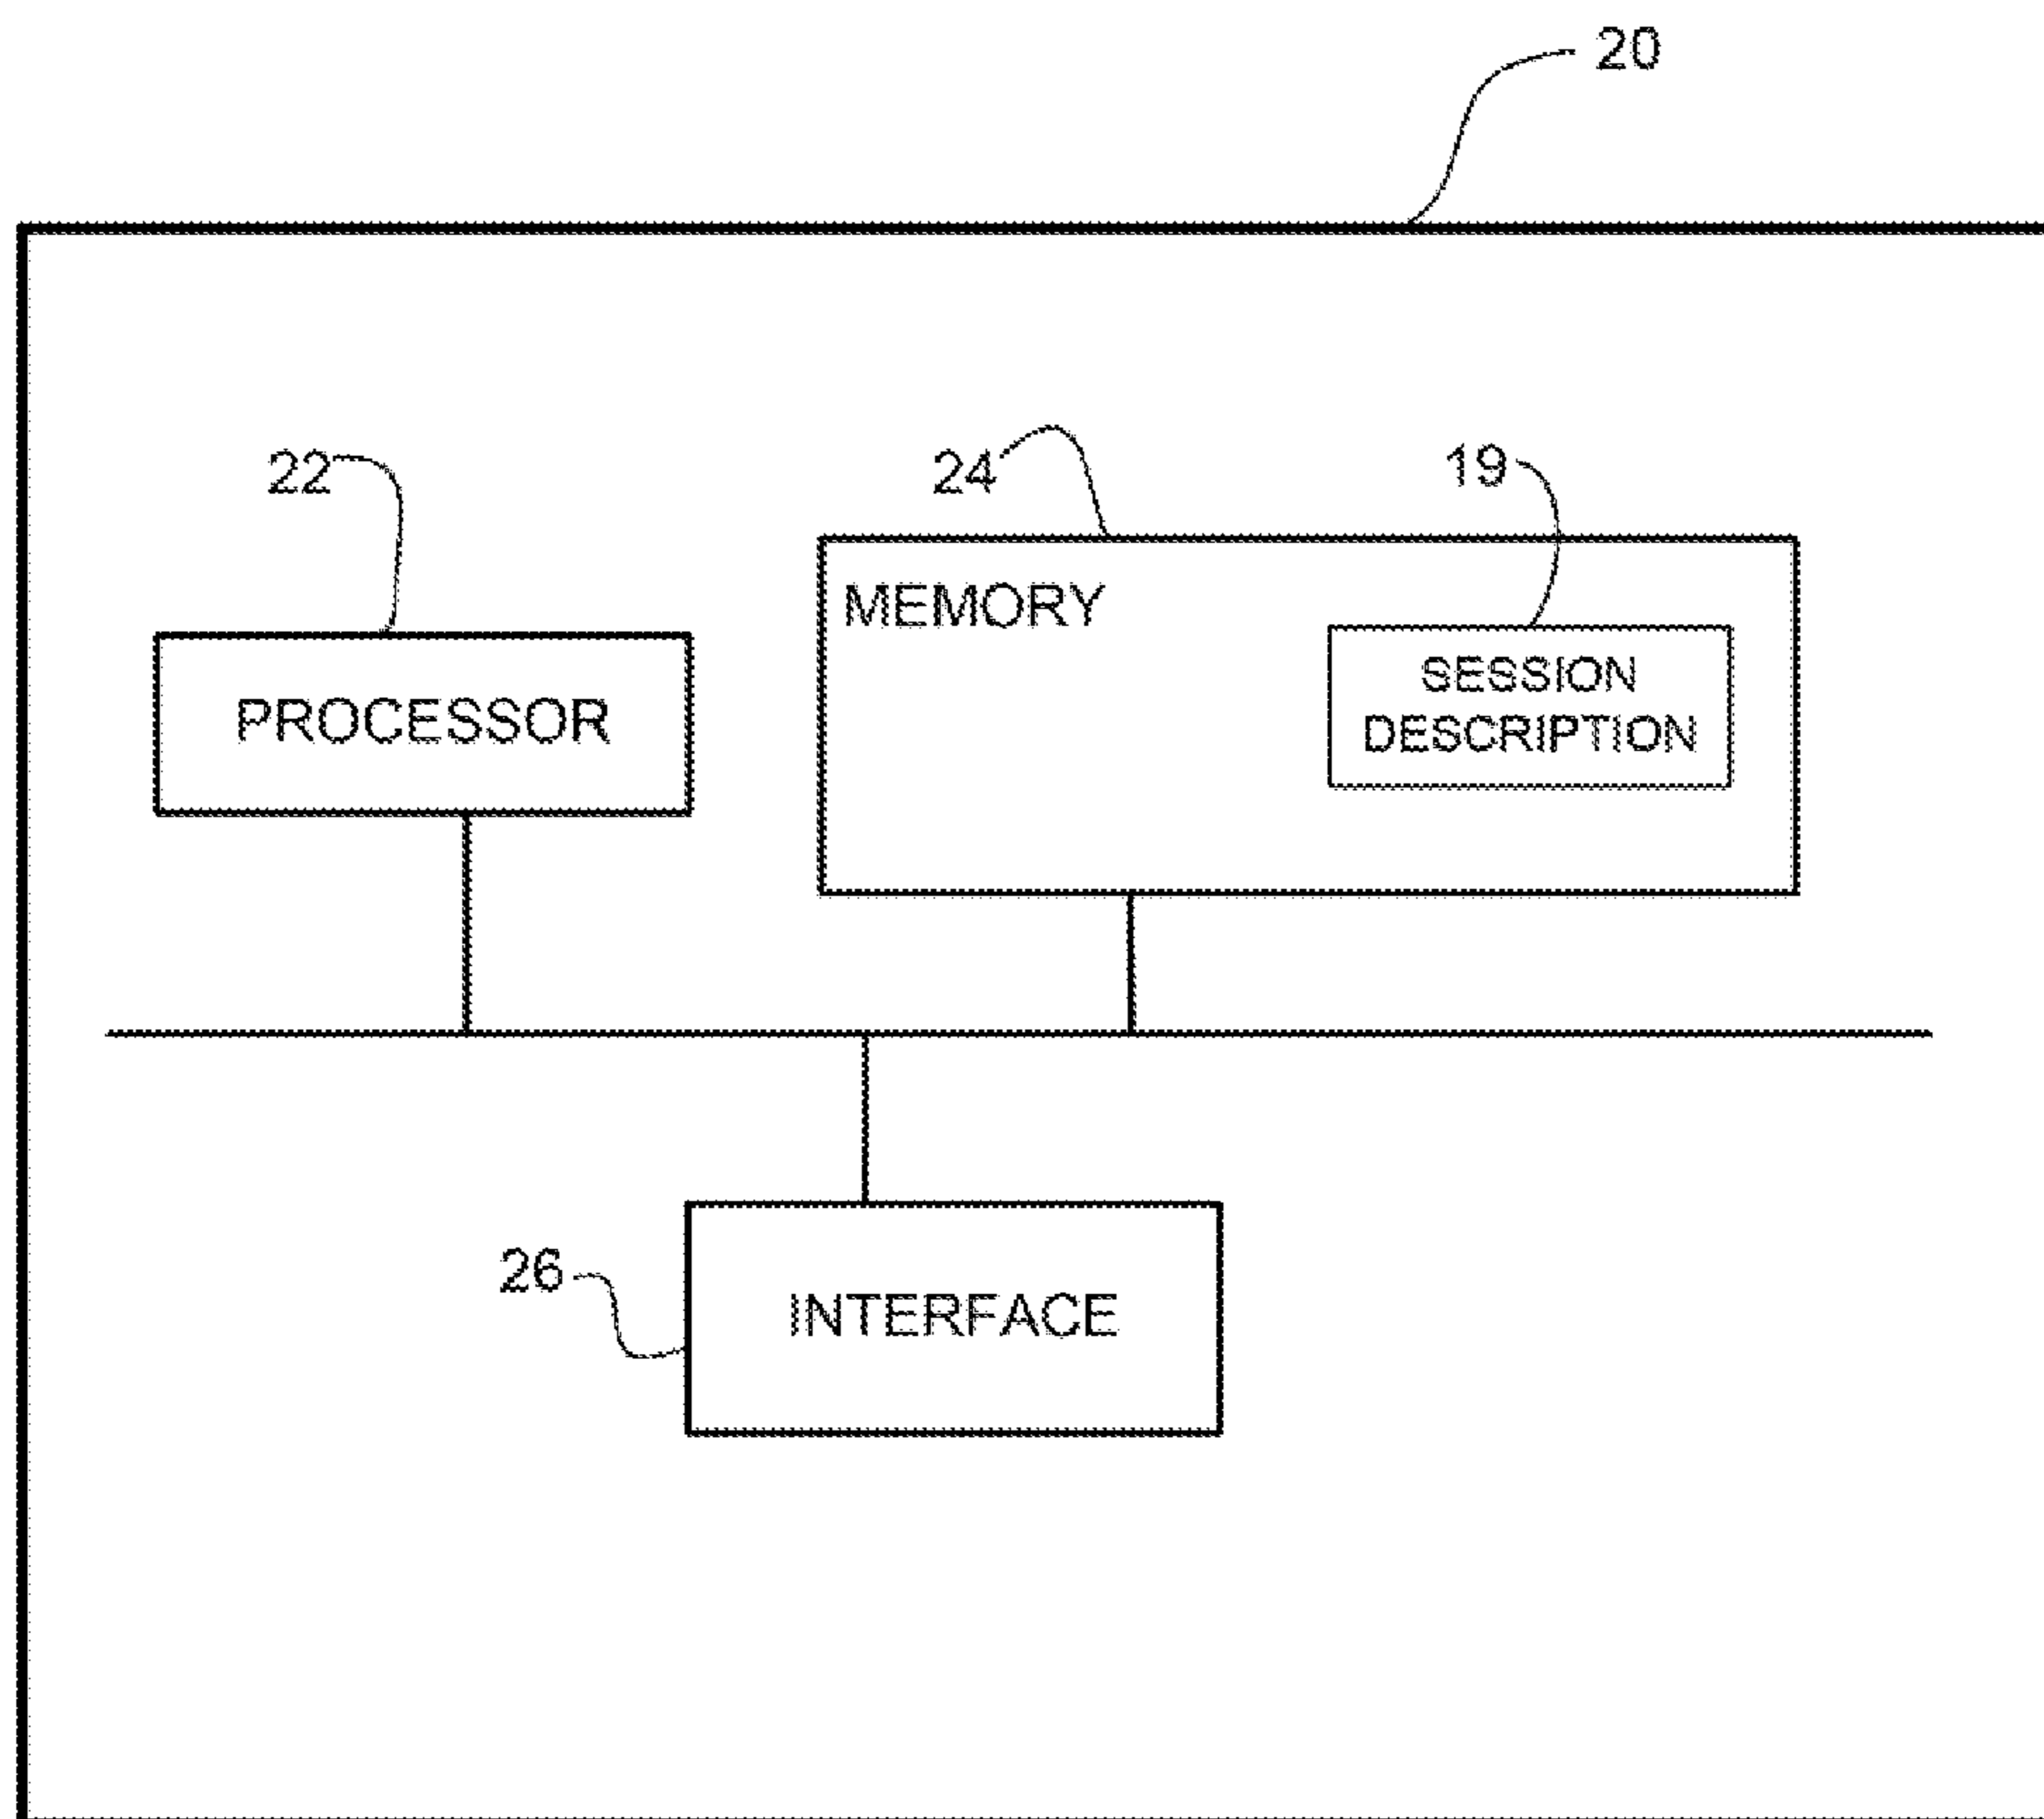 20
22
24
19
MEMORY
SESSION
DESCRIPTION
PROCESSOR
26
INTERFACE